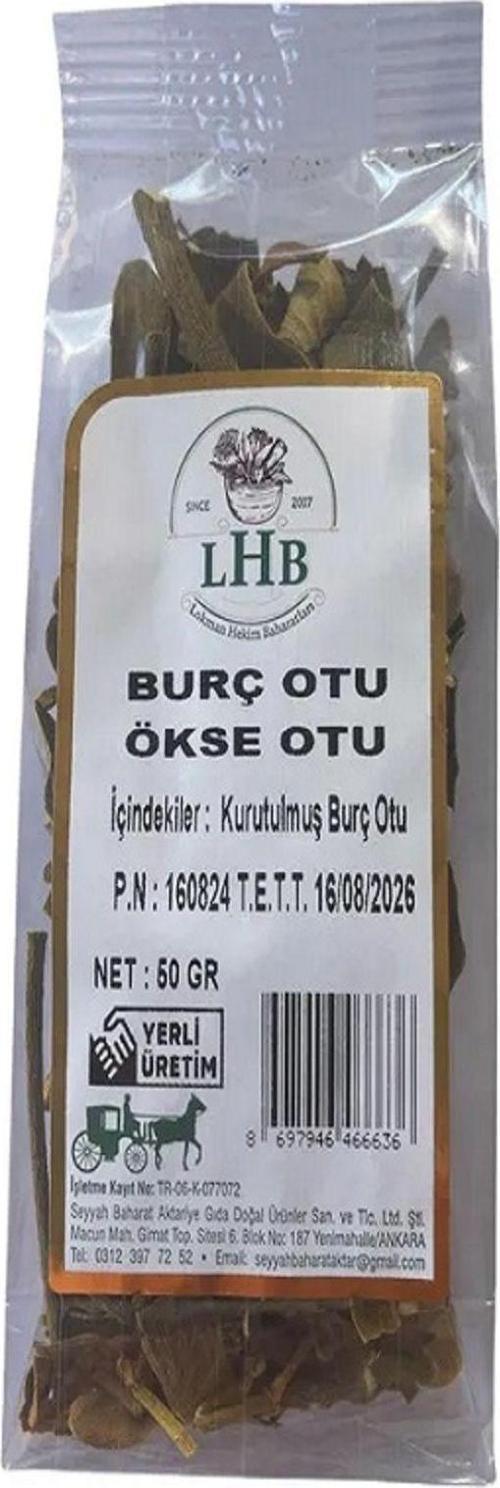 SINCE 2007
LHB
Lokman Hekim Baharatları
BURÇ OTU
ÖKSE OTU
İçindekiler : Kurutulmuş Burç Otu
P.N : 160824 T.E.T.T. 16/08/2026
NET : 50 GR
YERLİ
ÜRETİM
8 697946 466636
İşletme Kayıt No: TR-06-K-077072
Seyyah Baharat Aktariye Gıda Doğal Ürünler San. ve Tic. Ltd. Şti.
Macun Mah. Gimat Top. Sitesi 6. Blok No: 187 Yenimahalle/ANKARA
Tel: 0312 397 72 52 • Email: seyyahbaharataktar@gmail.com